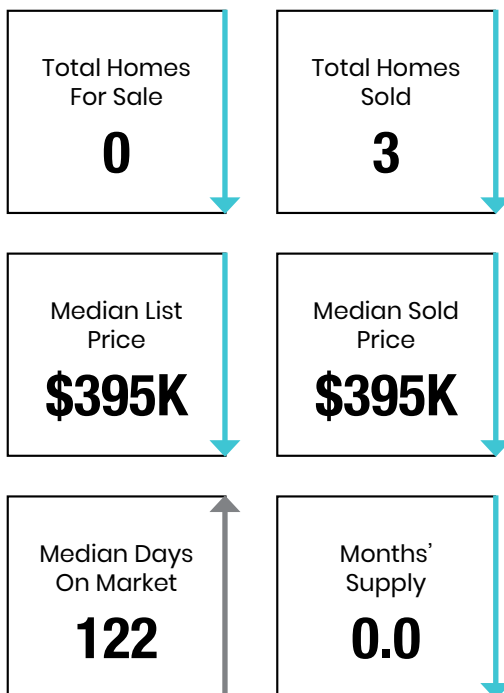 Total Homes
For Sale
0
Total Homes
Sold
3
Median List
Price
$395K
Median Sold
Price
$395K
Median Days
On Market
122
Months’
Supply
0.0